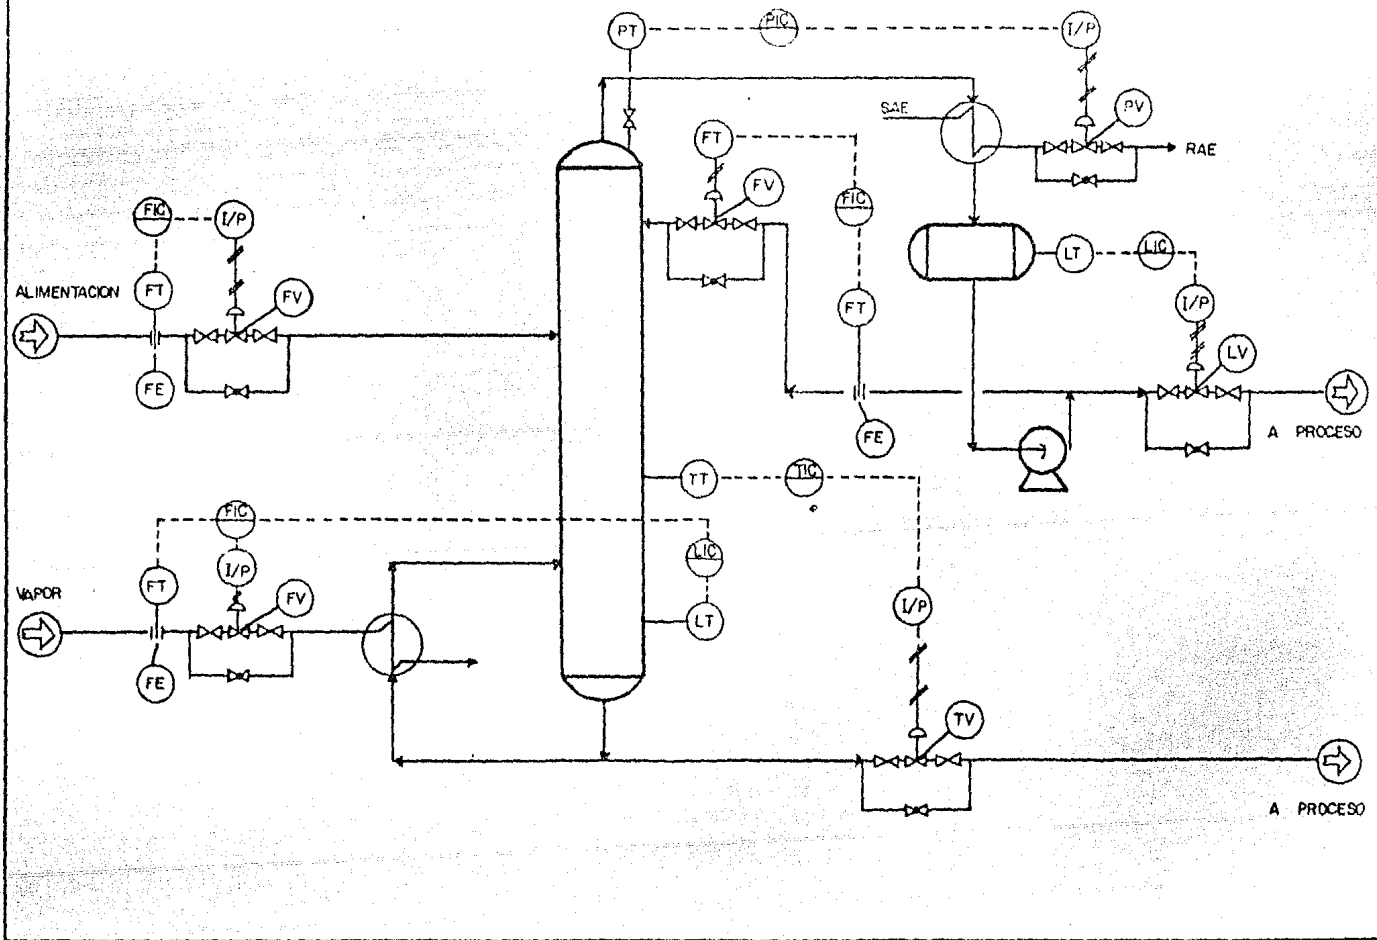 PT
PIC
I/P
PV
SAE
RAE
FT
FV
FIC
FIC
I/P
LT
LIC
ALIMENTACION
FT
FV
FT
I/P
FE
LV
FE
A PROCESO
TT
TIC
FIC
LIC
VAPOR
FT
I/P
FV
I/P
LT
FE
TV
A PROCESO